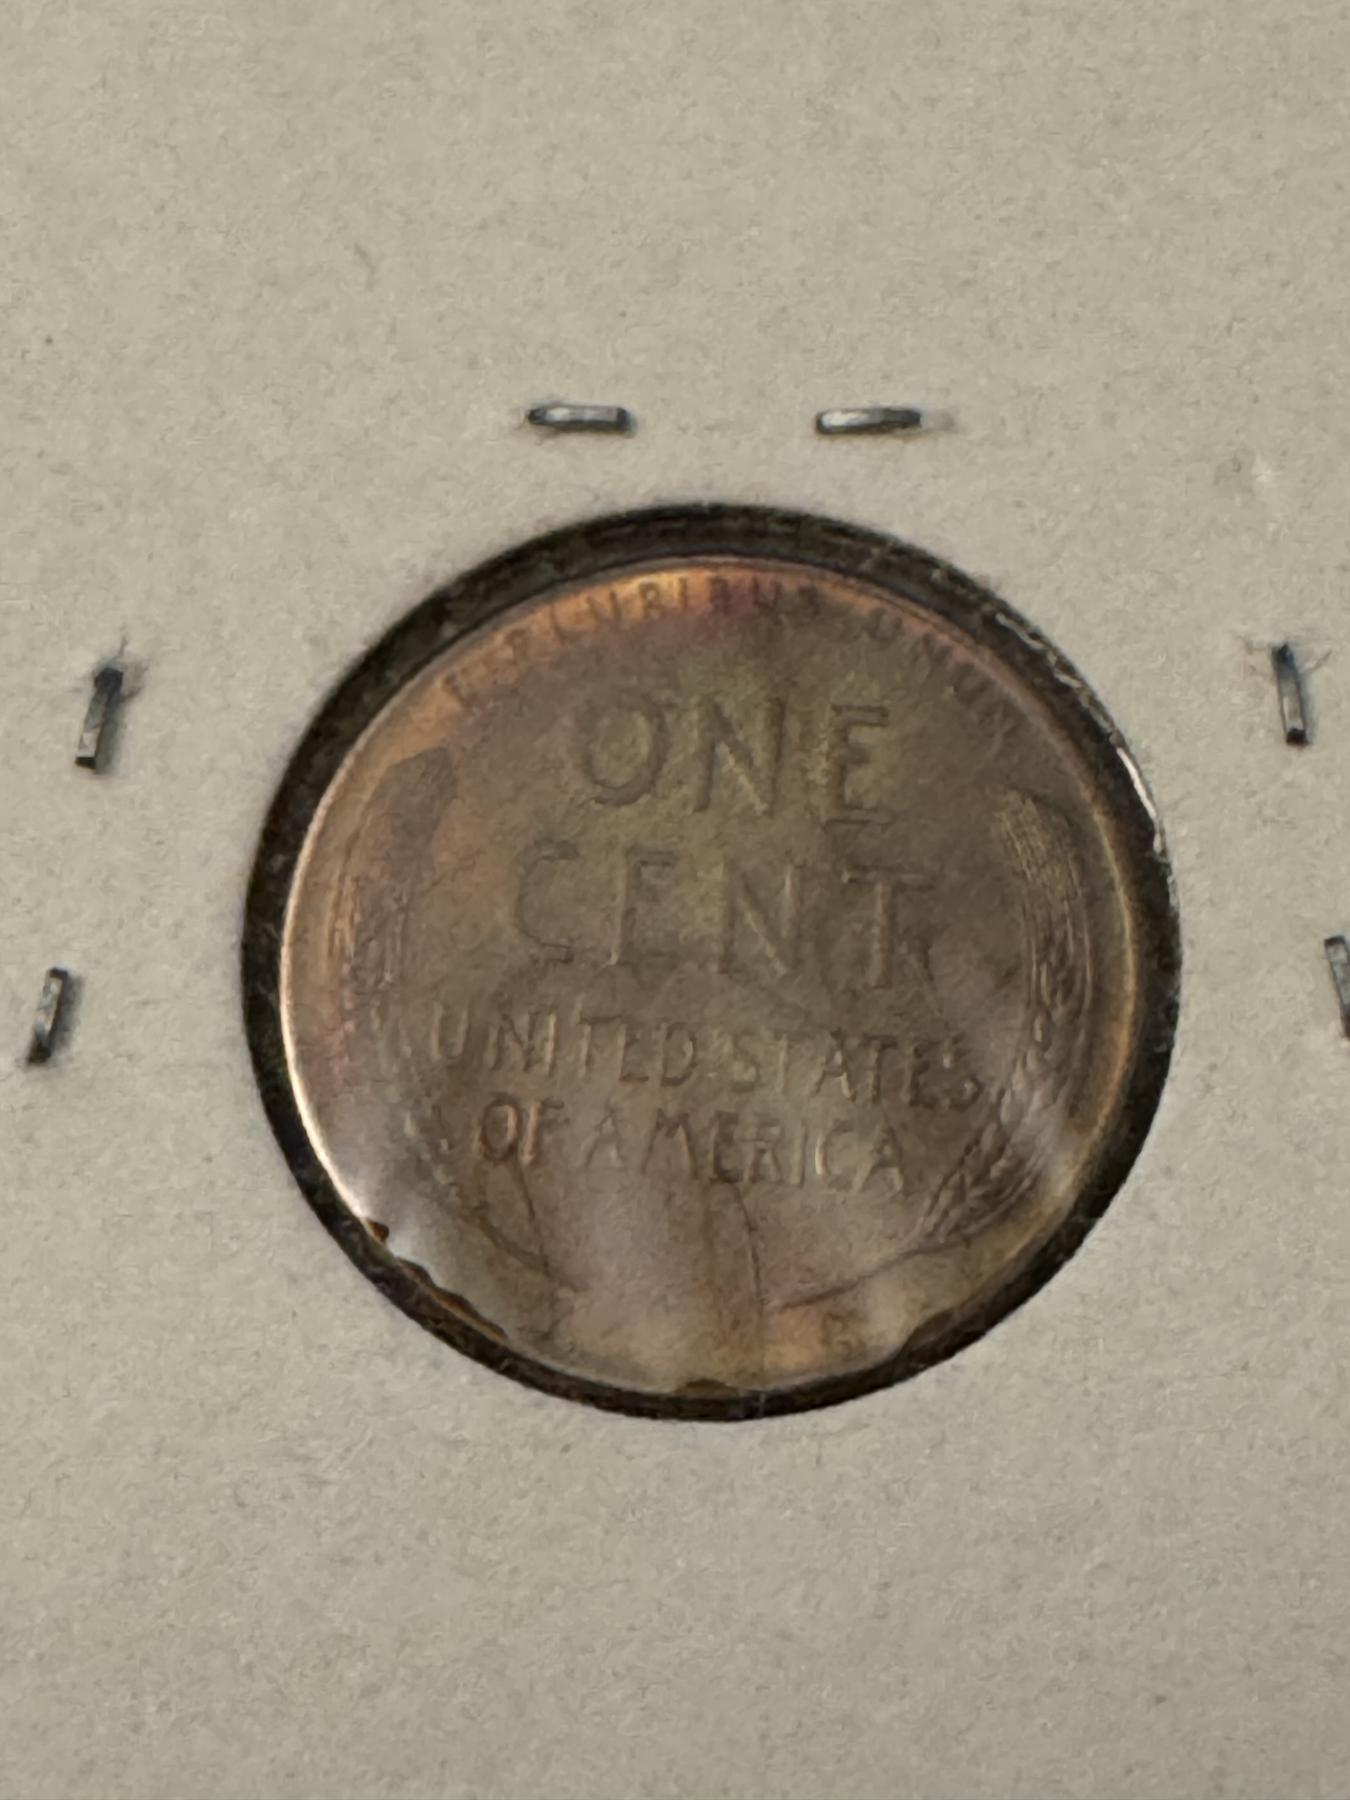 E PLURIBUS UNUM
ONE
CENT
UNITED STATES
OF AMERICA